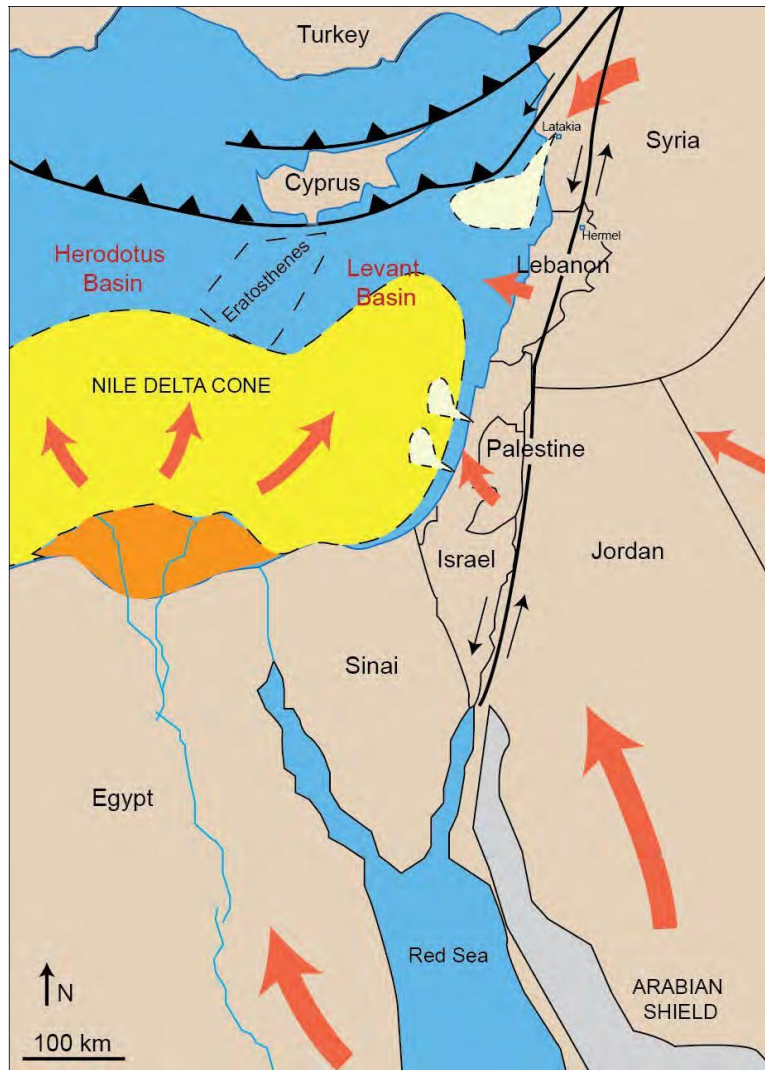 Turkey
Latakia
Syria
Cyprus
Hermel
Herodotus
Basin
Eratosthenes
Levant
Basin
Lebanon
NILE DELTA CONE
Palestine
Israel
Jordan
Sinai
Egypt
Red Sea
N
ARABIAN
SHIELD
100 km